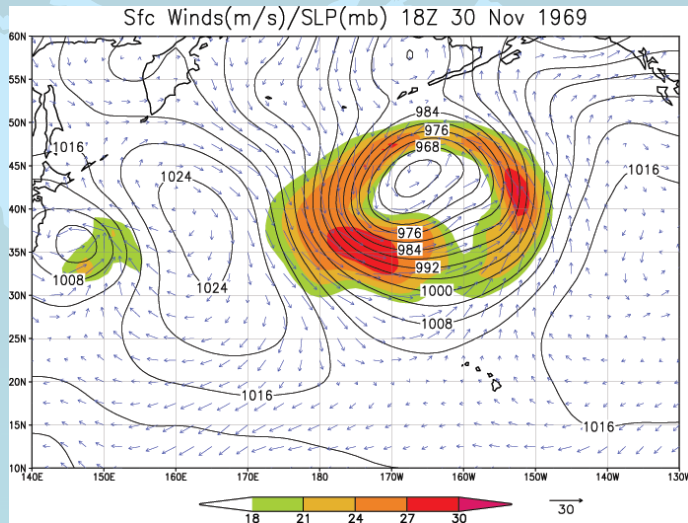 Sfc Winds(m/s)/SLP(mb) 18Z 30 Nov 1969
60N
55N
984
50N
976
1016
968
45N
1024
1016
40N
976
984
35N
1008
992
1024
1000
30N
1008
25N
20N
1016
1016
15N
10N
140E 150E 160E 170E 180 170W 160W 150W 140W 130W
18 21 24 27 30
30